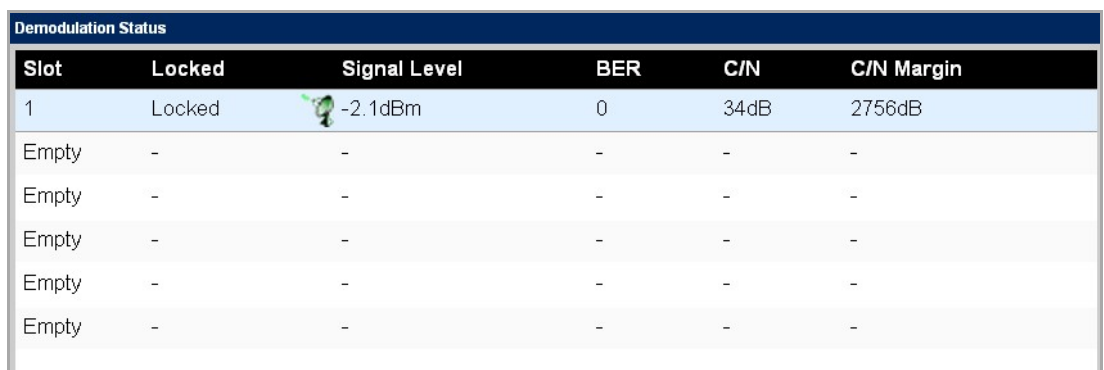 Demodulation Status
Slot Locked Signal Level BER C/N C/N Margin
1 Locked -2.1dBm 0 34dB 2756dB
Empty - - - - -
Empty - - - - -
Empty - - - - -
Empty - - - - -
Empty - - - - -